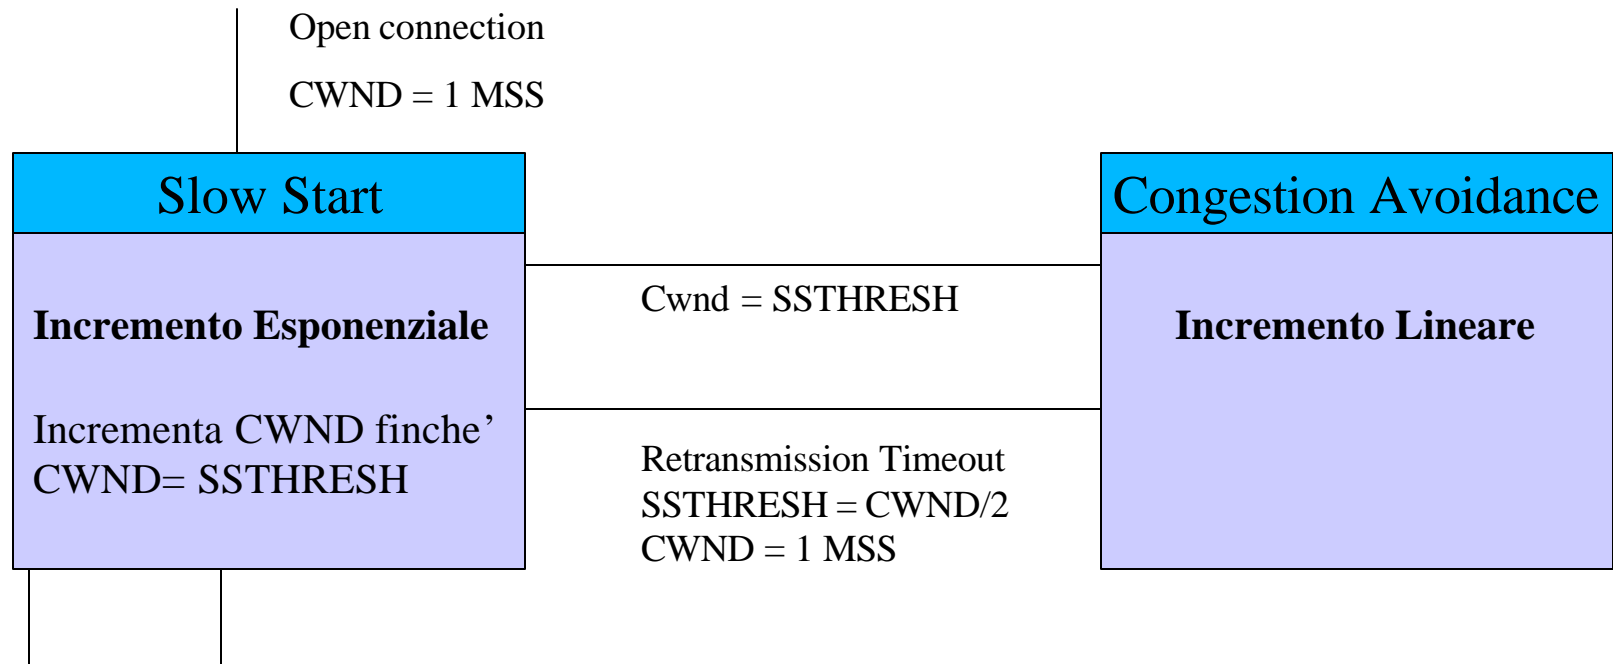 Open connection
CWND = 1 MSS
Slow Start
Incremento Esponenziale
Incrementa CWND finche’
CWND= SSTHRESH
Cwnd = SSTHRESH
Retransmission Timeout
SSTHRESH = CWND/2
CWND = 1 MSS
Congestion Avoidance
Incremento Lineare